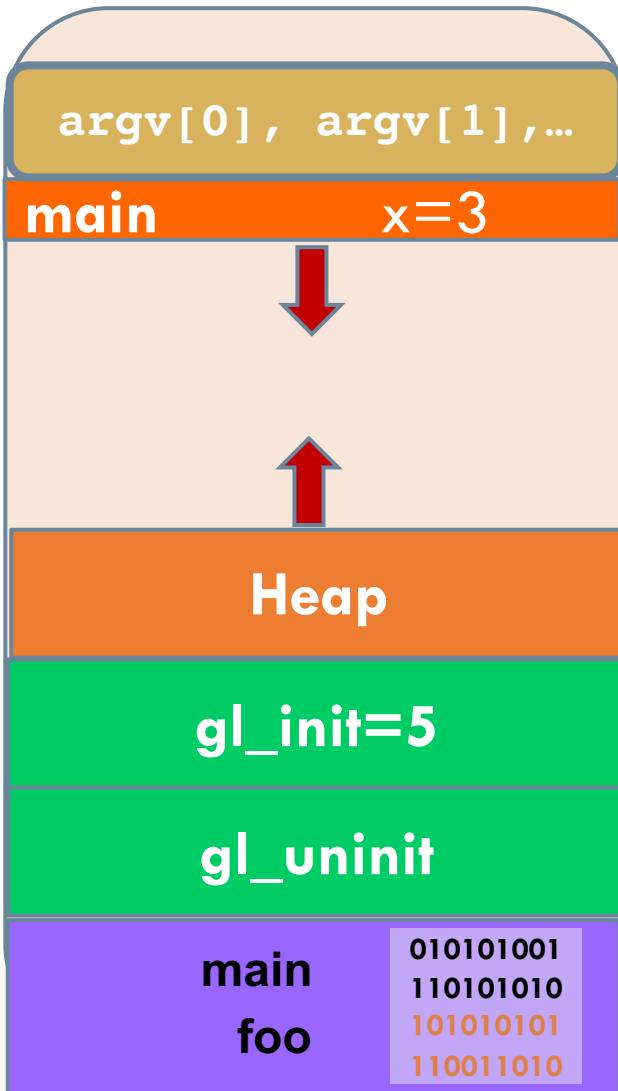 argv[0], argv[1],…
main x=3
Heap
gl_init=5
gl_uninit
main 010101001
110101010
foo 101010101
110011010